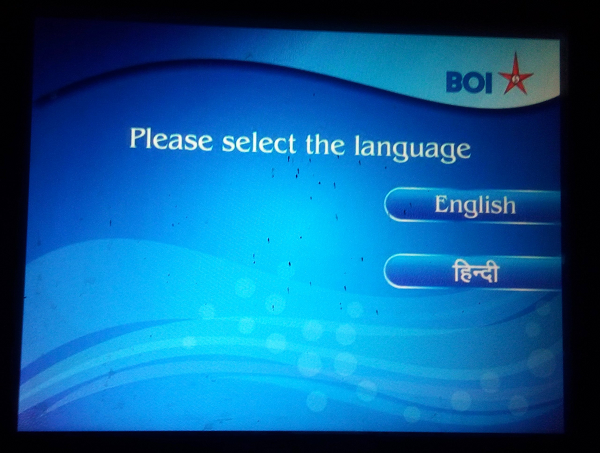 BOI
Please select the language
English
हिन्दी